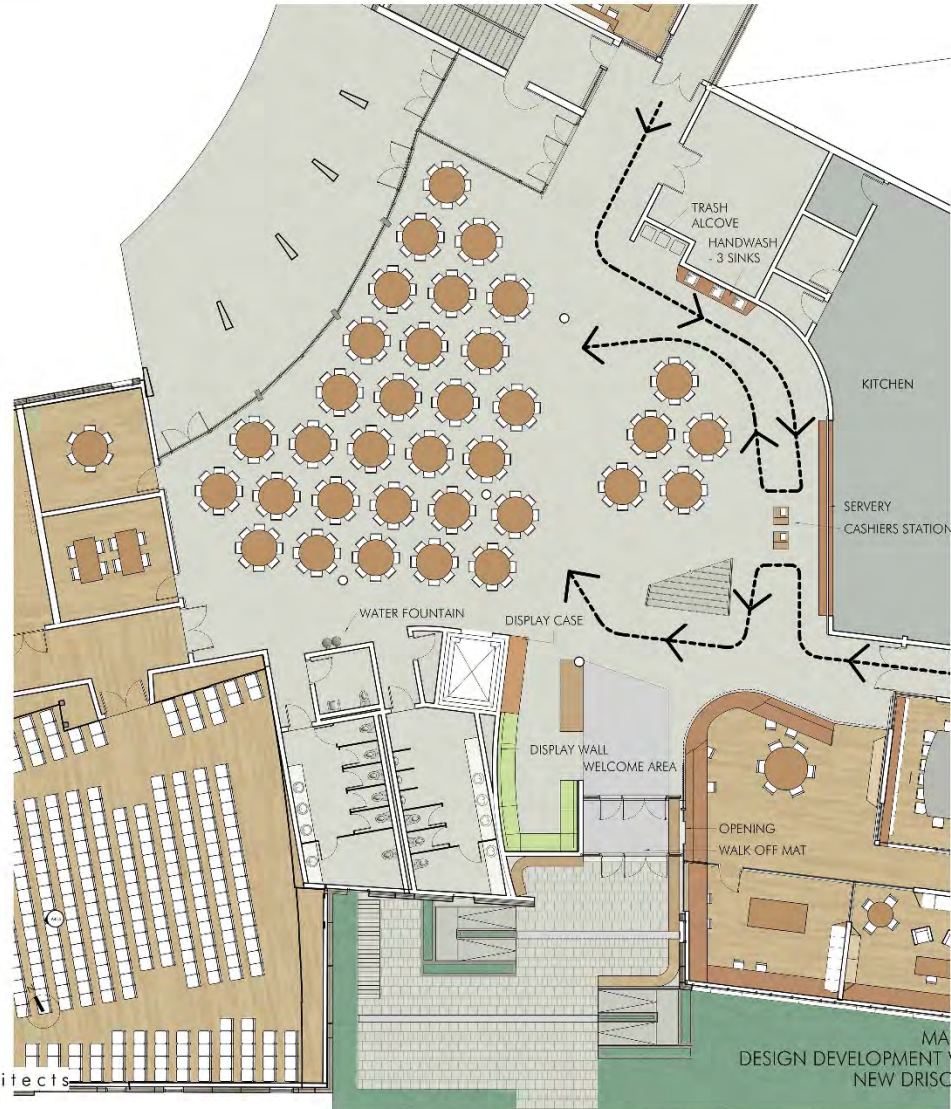 TRASH
ALCOVE
HANDWASH
- 3 SINKS
KITCHEN
SERVERY
CASHIERS STATION
WATER FOUNTAIN
DISPLAY CASE
DISPLAY WALL
WELCOME AREA
OPENING
WALK OFF MAT
MA
DESIGN DEVELOPMENT
NEW DRISC
itects